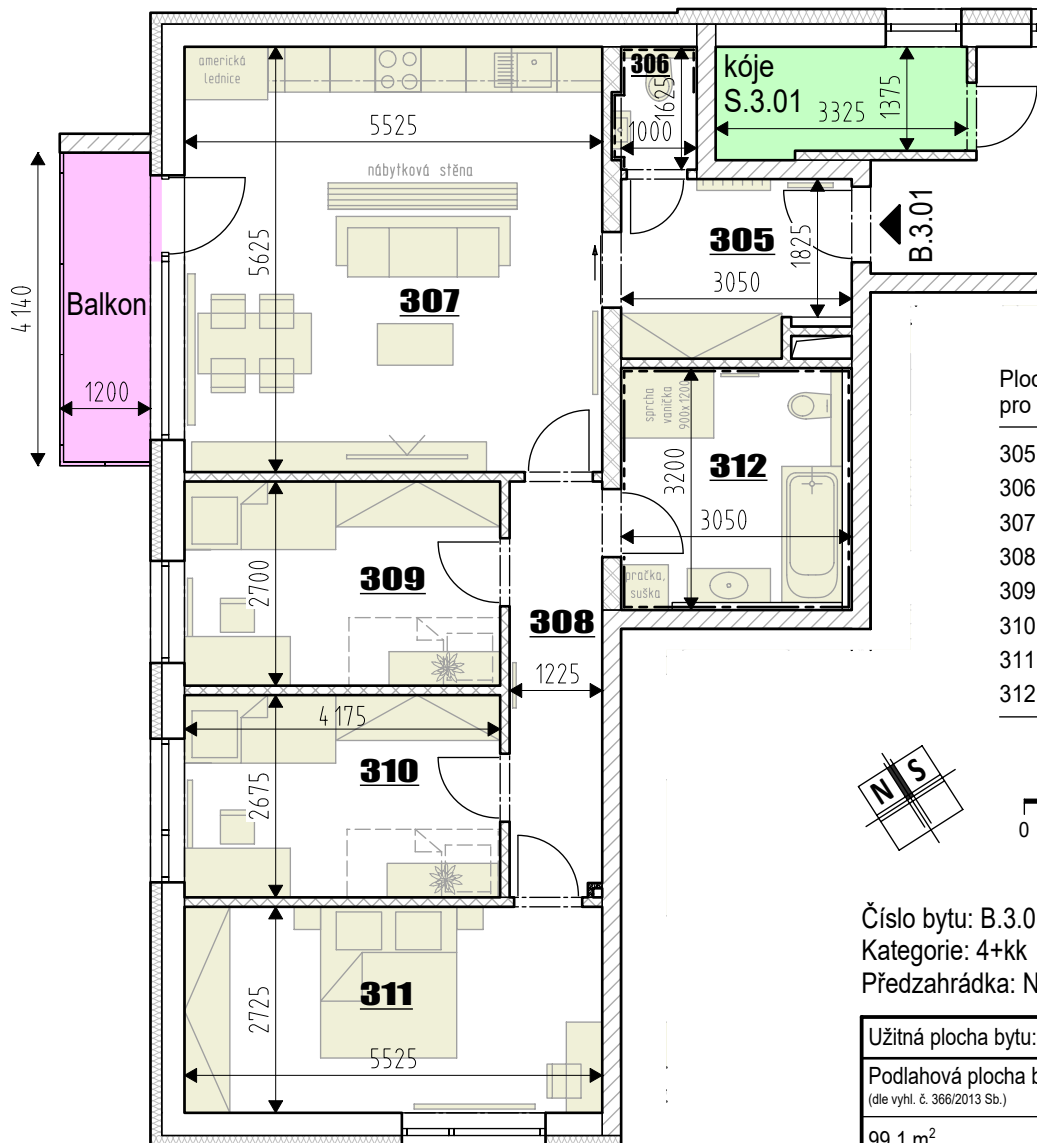 americká
lednice
5525
nábytková stěna
5625
307
306
1625
1000
kóje
S.3.01
3325
1375
305
1825
3050
B.3.01
4140
Balkon
1200
sprcha
vanička
900x1200
312
3200
3050
pračka,
suška
309
2700
308
1225
4175
310
2675
311
2725
5525
pro
305
306
307
308
309
310
311
312
N S
0
Číslo bytu: B.3.0
Kategorie: 4+kk
Předzahrádka: N
Užitná plocha bytu:
Podlahová plocha b
(dle vyhl. č. 366/2013 Sb.)
99,1 m²